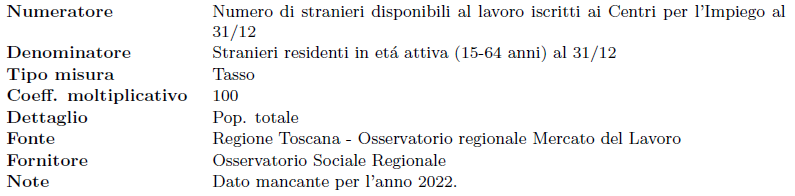 Numeratore Numero di stranieri disponibili al lavoro iscritti ai Centri per l'Impiego al
31/12
Denominatore Stranieri residenti in etá attiva (15-64 anni) al 31/12
Tipo misura Tasso
Coeff. moltiplicativo 100
Dettaglio Pop. totale
Fonte Regione Toscana - Osservatorio regionale Mercato del Lavoro
Fornitore Osservatorio Sociale Regionale
Note Dato mancante per l'anno 2022.